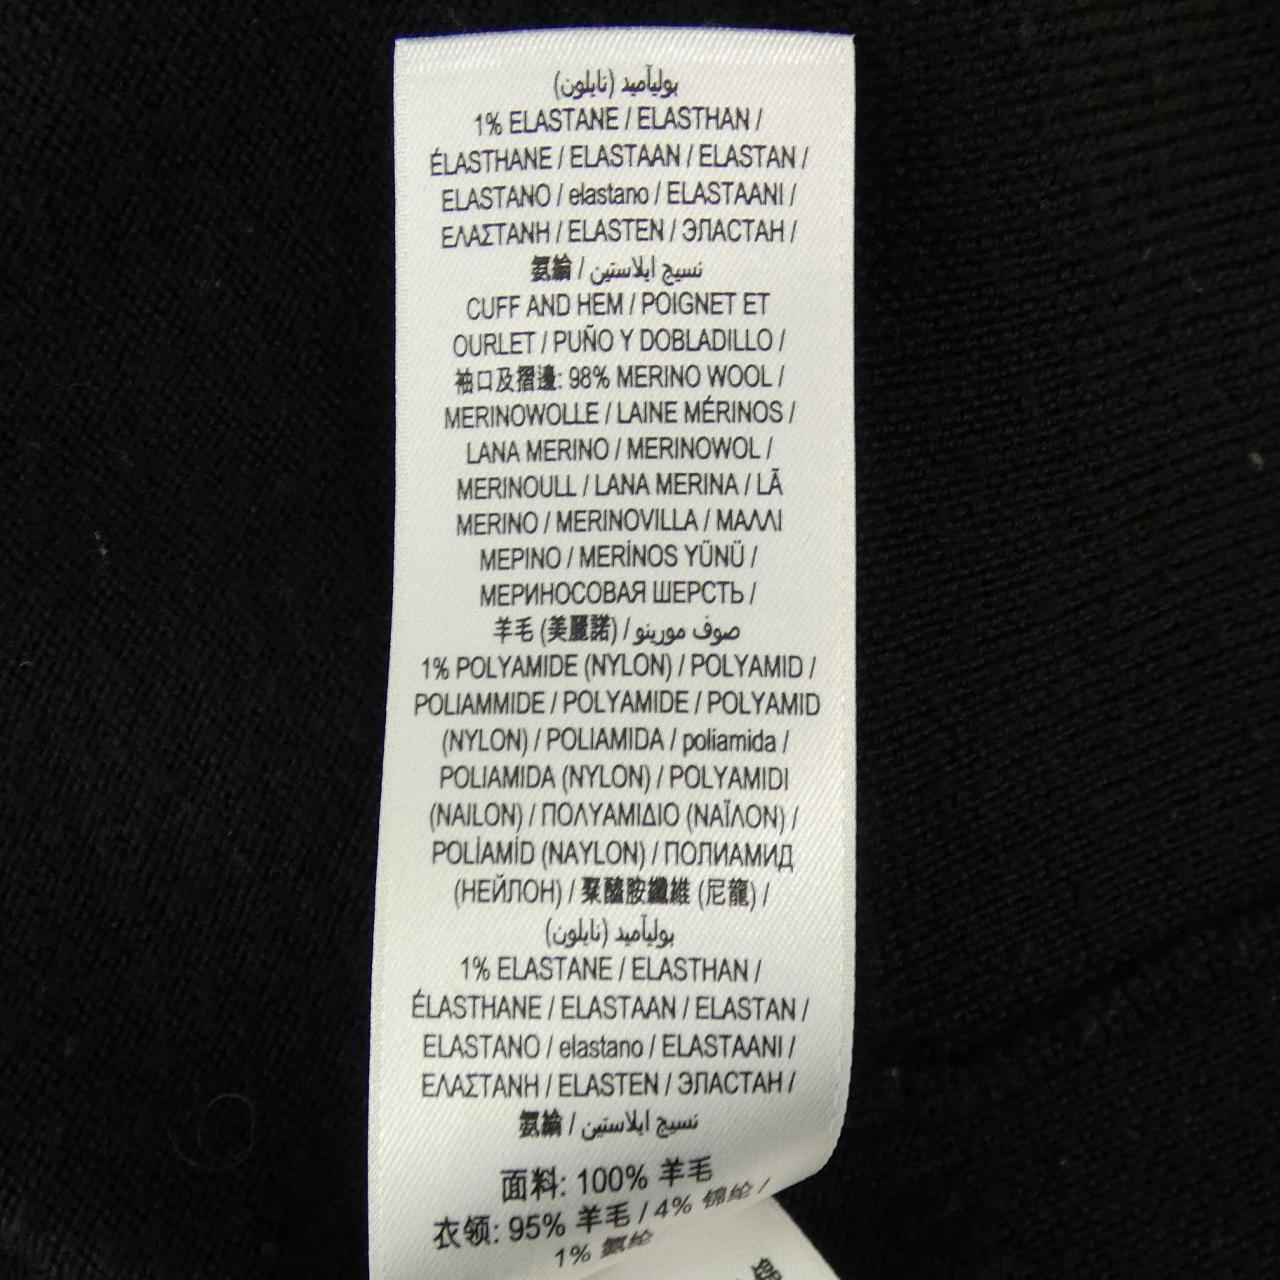 بوليآميد (نايلون)
1% ELASTANE / ELASTHAN /
ÉLASTHANE / ELASTAAN / ELASTAN /
ELASTANO / elastano / ELASTAANI /
ΕΛΑΣΤΑΝΗ / ELASTEN / ЭЛАСТАН /
氨綸 / نسيج ايلاستين
CUFF AND HEM / POIGNET ET
OURLET / PUÑO Y DOBLADILLO /
袖口及摺邊: 98% MERINO WOOL /
MERINOWOLLE / LAINE MÉRINOS /
LANA MERINO / MERINOWOL /
MERINOULL / LANA MERINA / LÃ
MERINO / MERINOVILLA / ΜΑΛΛΙ
ΜΕΡΙΝΟ / MERİNOS YÜNÜ /
МЕРИНОСОВАЯ ШЕРСТЬ /
羊毛 (美麗諾) / صوف مورينو
1% POLYAMIDE (NYLON) / POLYAMID /
POLIAMMIDE / POLYAMIDE / POLYAMID
(NYLON) / POLIAMIDA / poliamida /
POLIAMIDA (NYLON) / POLYAMIDI
(NAILON) / ΠΟΛΥΑΜΙΔΙΟ (ΝΑΪΛΟΝ) /
POLİAMİD (NAYLON) / ПОЛИАМИД
(НЕЙЛОН) / 聚醯胺纖維 (尼龍) /
بوليآميد (نايلون)
1% ELASTANE / ELASTHAN /
ÉLASTHANE / ELASTAAN / ELASTAN /
ELASTANO / elastano / ELASTAANI /
ΕΛΑΣΤΑΝΗ / ELASTEN / ЭЛАСТАН /
氨綸 / نسيج ايلاستين
面料: 100% 羊毛
衣领: 95% 羊毛 / 4% 锦纶 /
1% 氨纶